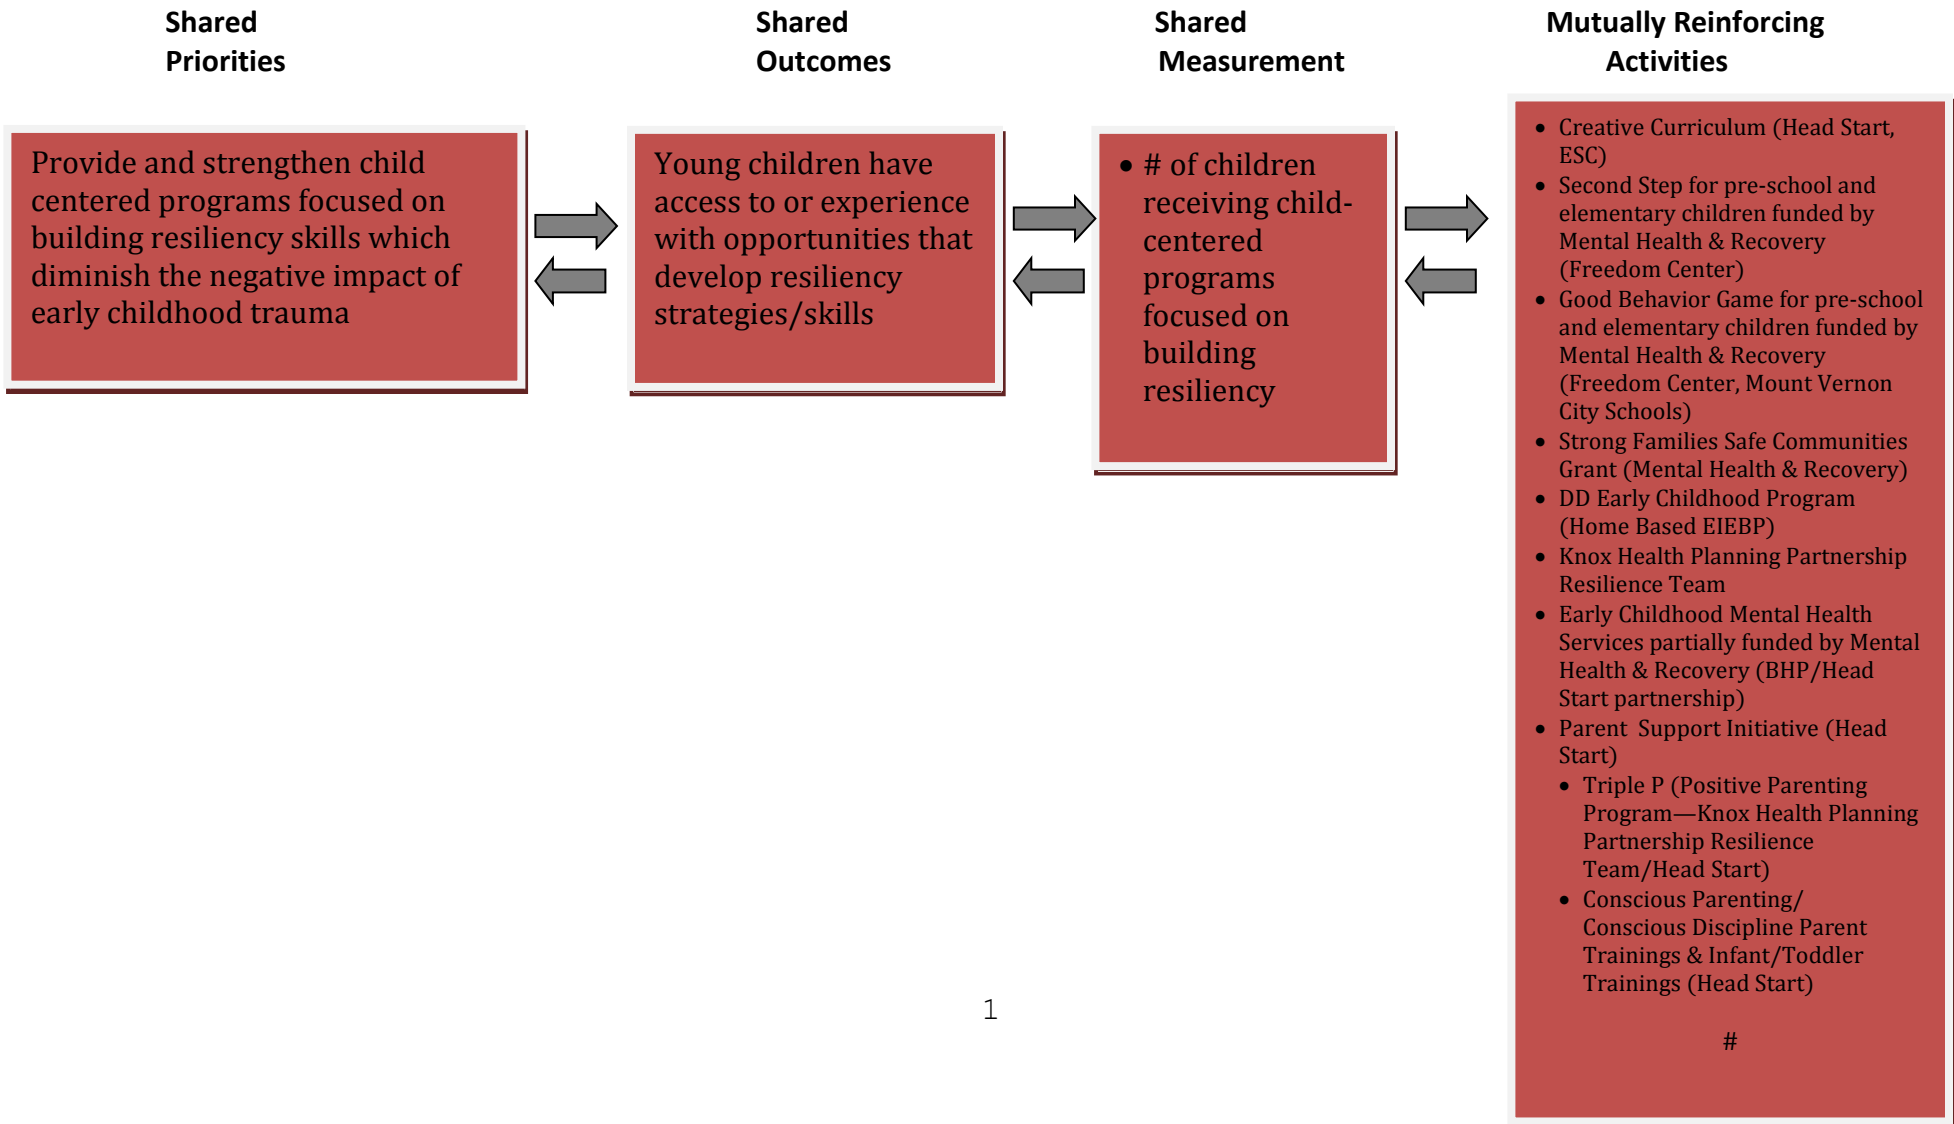 Shared
Priorities
Shared
Outcomes
Shared
Measurement
Mutually Reinforcing
Activities
Provide and strengthen child
centered programs focused on
building resiliency skills which
diminish the negative impact of
early childhood trauma
Young children have
access to or experience
with opportunities that
develop resiliency
strategies/skills
• # of children
receiving child-
centered
programs
focused on
building
resiliency
• Creative Curriculum (Head Start,
ESC)
• Second Step for pre-school and
elementary children funded by
Mental Health & Recovery
(Freedom Center)
• Good Behavior Game for pre-school
and elementary children funded by
Mental Health & Recovery
(Freedom Center, Mount Vernon
City Schools)
• Strong Families Safe Communities
Grant (Mental Health & Recovery)
• DD Early Childhood Program
(Home Based EIEBP)
• Knox Health Planning Partnership
Resilience Team
• Early Childhood Mental Health
Services partially funded by Mental
Health & Recovery (BHP/Head
Start partnership)
• Parent  Support Initiative (Head
Start)
• Triple P (Positive Parenting
Program—Knox Health Planning
Partnership Resilience
Team/Head Start)
• Conscious Parenting/
Conscious Discipline Parent
Trainings & Infant/Toddler
Trainings (Head Start)
#
1